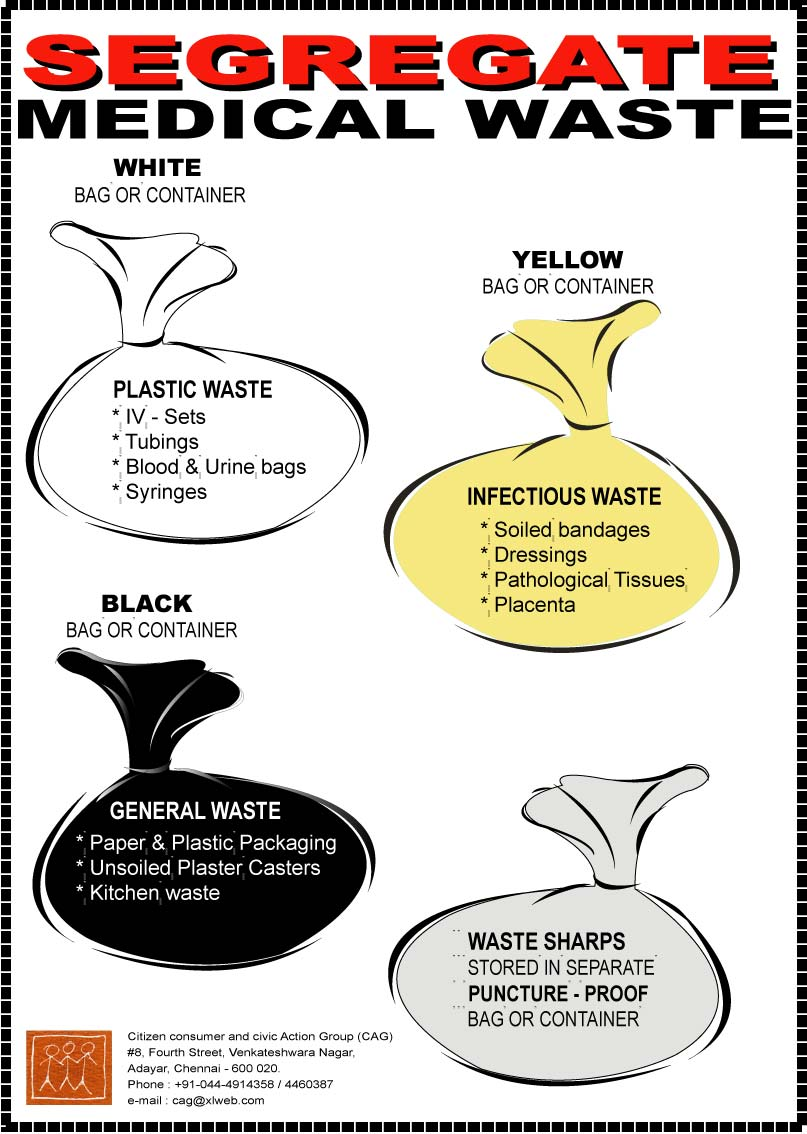 SEGREGATE
MEDICAL WASTE
WHITE
BAG OR CONTAINER
PLASTIC WASTE
* IV - Sets
* Tubings
* Blood & Urine bags
* Syringes
YELLOW
BAG OR CONTAINER
INFECTIOUS WASTE
* Soiled bandages
* Dressings
* Pathological Tissues
* Placenta
BLACK
BAG OR CONTAINER
GENERAL WASTE
* Paper & Plastic Packaging
* Unsoiled Plaster Casters
* Kitchen waste
WASTE SHARPS
STORED IN SEPARATE
PUNCTURE - PROOF
BAG OR CONTAINER
Citizen consumer and civic Action Group (CAG)
#8, Fourth Street, Venkateshwara Nagar,
Adayar, Chennai - 600 020.
Phone : +91-044-4914358 / 4460387
e-mail : cag@xlweb.com